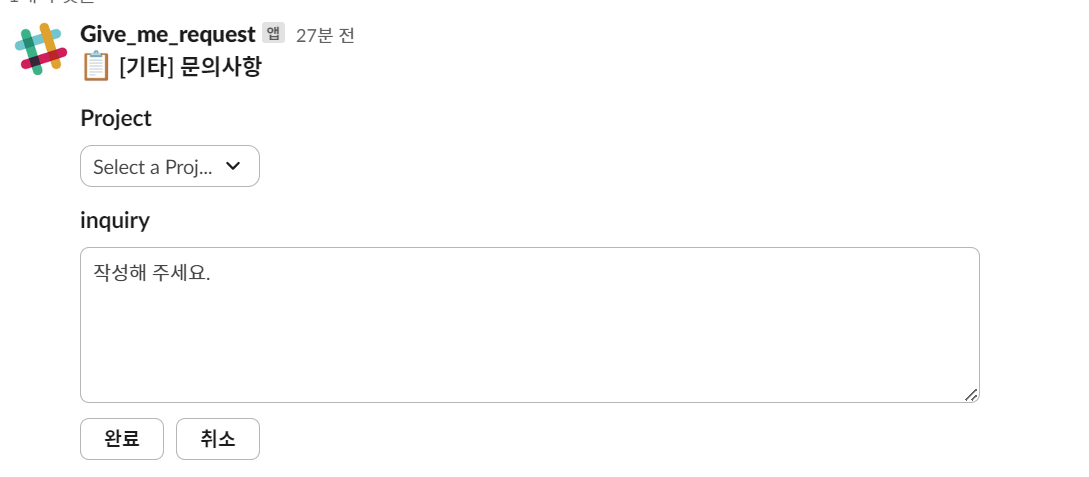 Give_me_request 앱 27분 전
[기타] 문의사항
Project
Select a Proj...
inquiry
작성해 주세요.
완료 취소